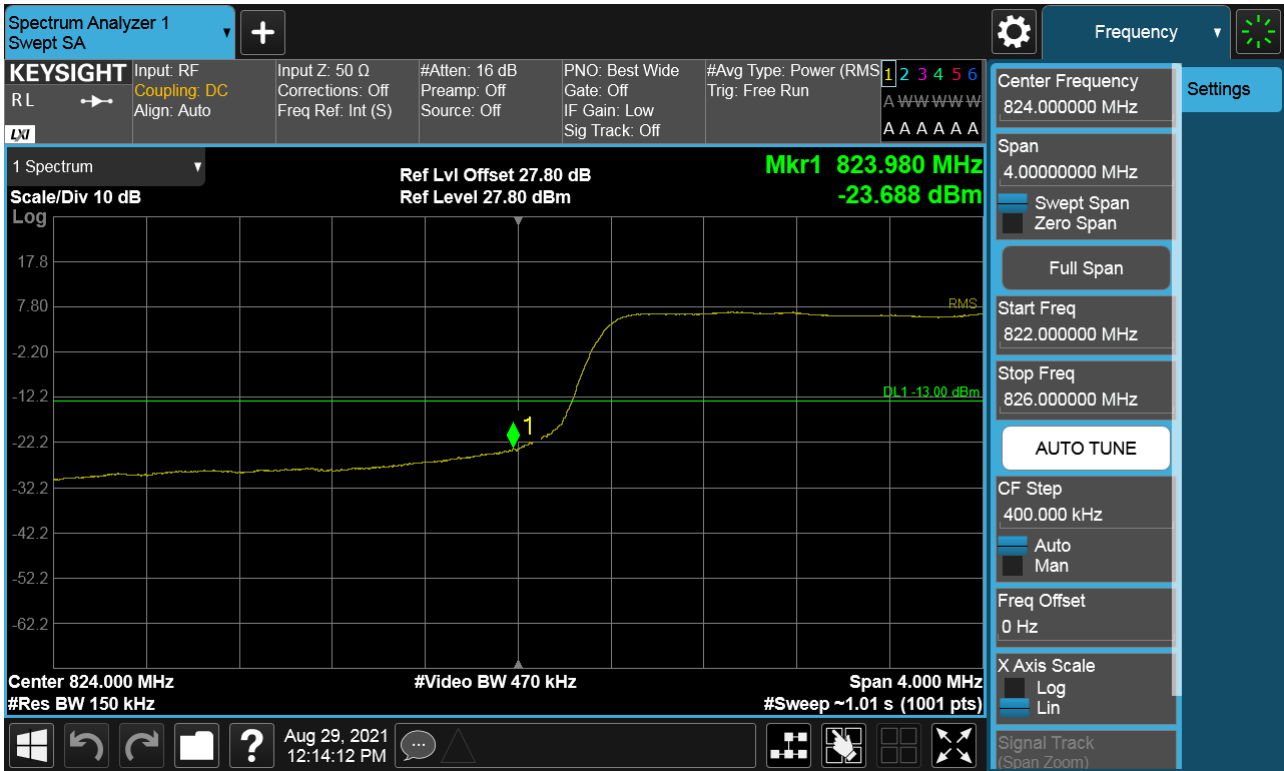 Spectrum Analyzer 1
Swept SA
+
Frequency
KEYSIGHT
R L
LXI
Input: RF
Coupling: DC
Align: Auto
Input Z: 50 Ω
Corrections: Off
Freq Ref: Int (S)
#Atten: 16 dB
Preamp: Off
Source: Off
PNO: Best Wide
Gate: Off
IF Gain: Low
Sig Track: Off
#Avg Type: Power (RMS
Trig: Free Run
1 2 3 4 5 6
A W W W W W
A A A A A A
1 Spectrum
Scale/Div 10 dB
Log
Ref Lvl Offset 27.80 dB
Ref Level 27.80 dBm
Mkr1 823.980 MHz
-23.688 dBm
17.8
7.80
-2.20
-12.2
-22.2
-32.2
-42.2
-52.2
-62.2
RMS
DL1 -13.00 dBm
1
Center 824.000 MHz
#Res BW 150 kHz
#Video BW 470 kHz
Span 4.000 MHz
#Sweep ~1.01 s (1001 pts)
Center Frequency
824.000000 MHz
Span
4.00000000 MHz
Swept Span
Zero Span
Full Span
Start Freq
822.000000 MHz
Stop Freq
826.000000 MHz
AUTO TUNE
CF Step
400.000 kHz
Auto
Man
Freq Offset
0 Hz
X Axis Scale
Log
Lin
Signal Track
(Span Zoom)
Settings
?
Aug 29, 2021
12:14:12 PM
...